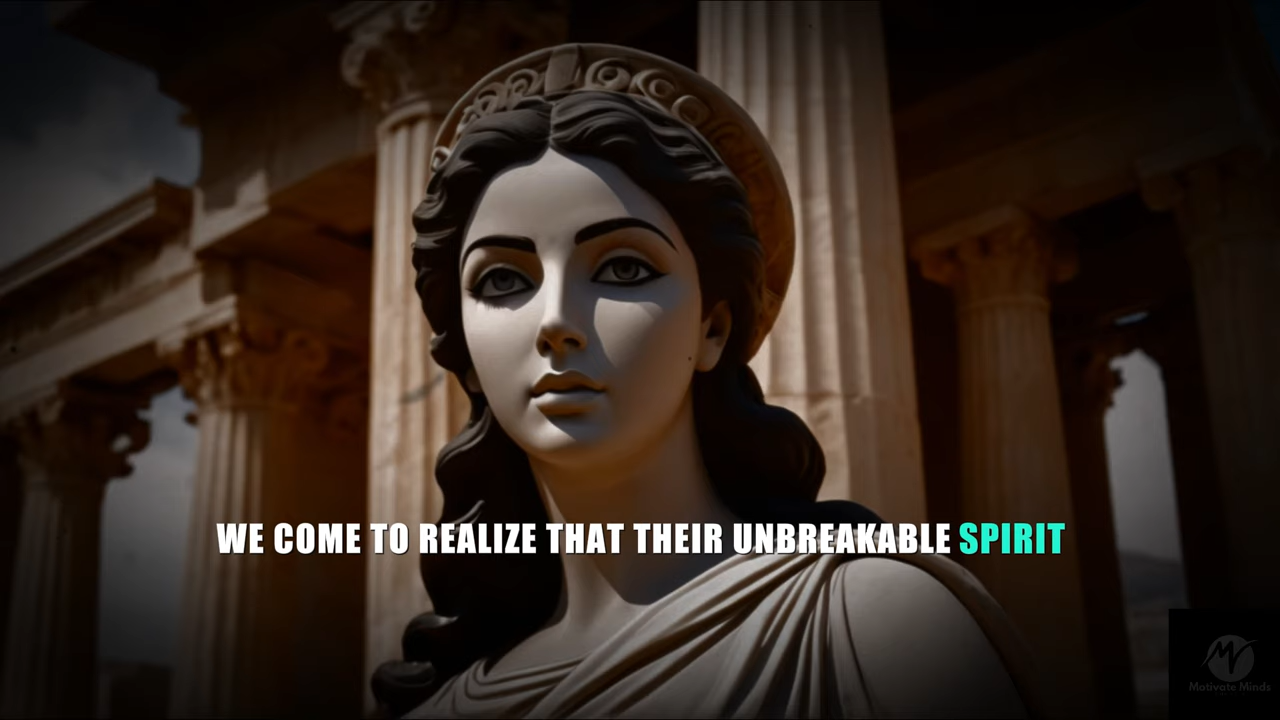 WE COME TO REALIZE THAT THEIR UNBREAKABLE SPIRIT
Motivate Minds